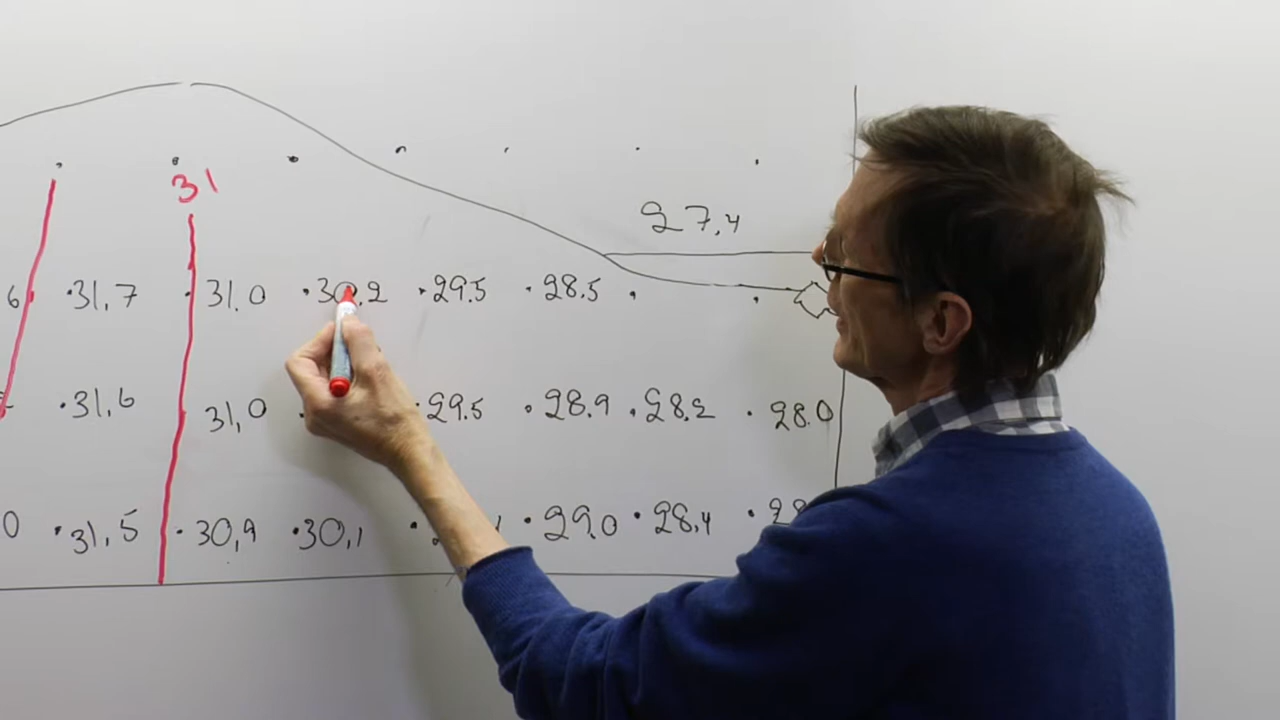 31
27,4
6 .31,7 31.0 .30,2 .29.5 .28.5
.31,6 31,0 .29.5 .28.9 .28,2 . 28.0
0 .31,5 .30,9 .30,1 .29.0 .28,4 .28